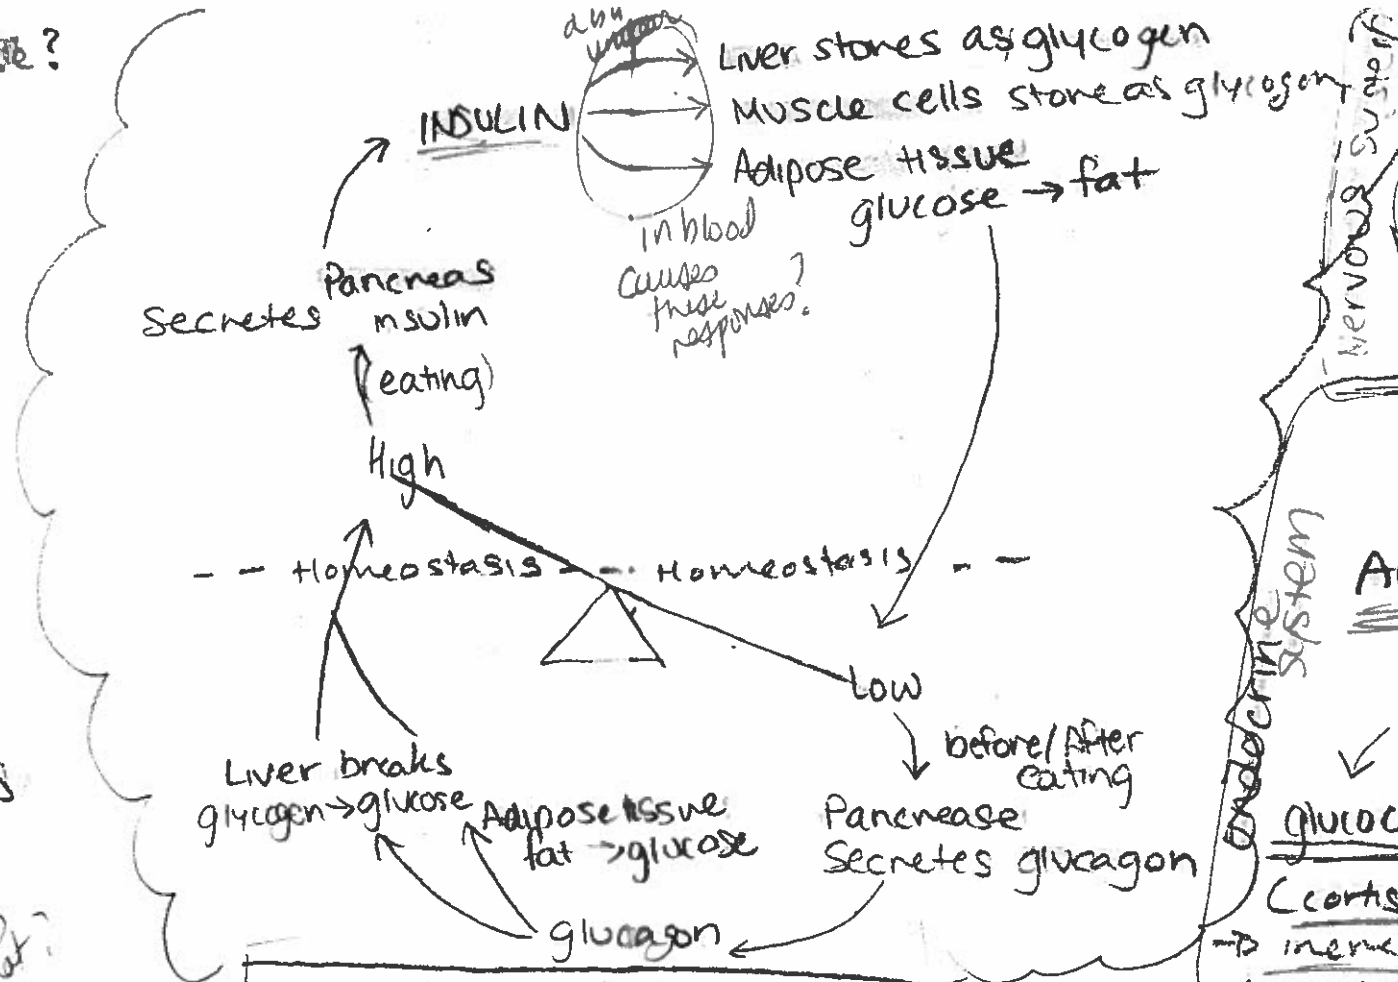 ?
Liver stores as glycogen
INSULIN
Muscle cells store as glycogen
Adipose tissue
glucose → fat
in blood
causes
these
responses?
Pancreas
Secretes insulin
(eating)
High
-- Homeostasis -- Homeostasis --
Low
before/After
eating
Pancrease
Secretes glucagon
glucagon
Liver breaks
glycogen→glucose
Adipose tissue
fat → glucose
Nervous
endocrine
system
glucoc
(cortis